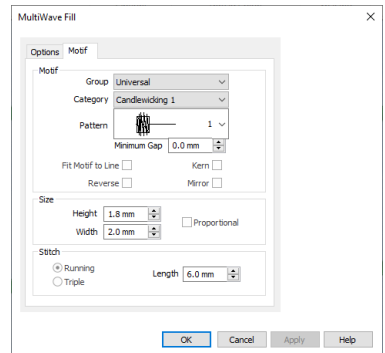 MultiWave Fill
Options Motif
Motif
Group Universal
Category Candlewicking 1
Pattern 1
Minimum Gap 0.0 mm
Fit Motif to Line Kern
Reverse Mirror
Size
Height 1.8 mm
Proportional
Width 2.0 mm
Stitch
Running
Length 6.0 mm
Triple
OK Cancel Apply Help